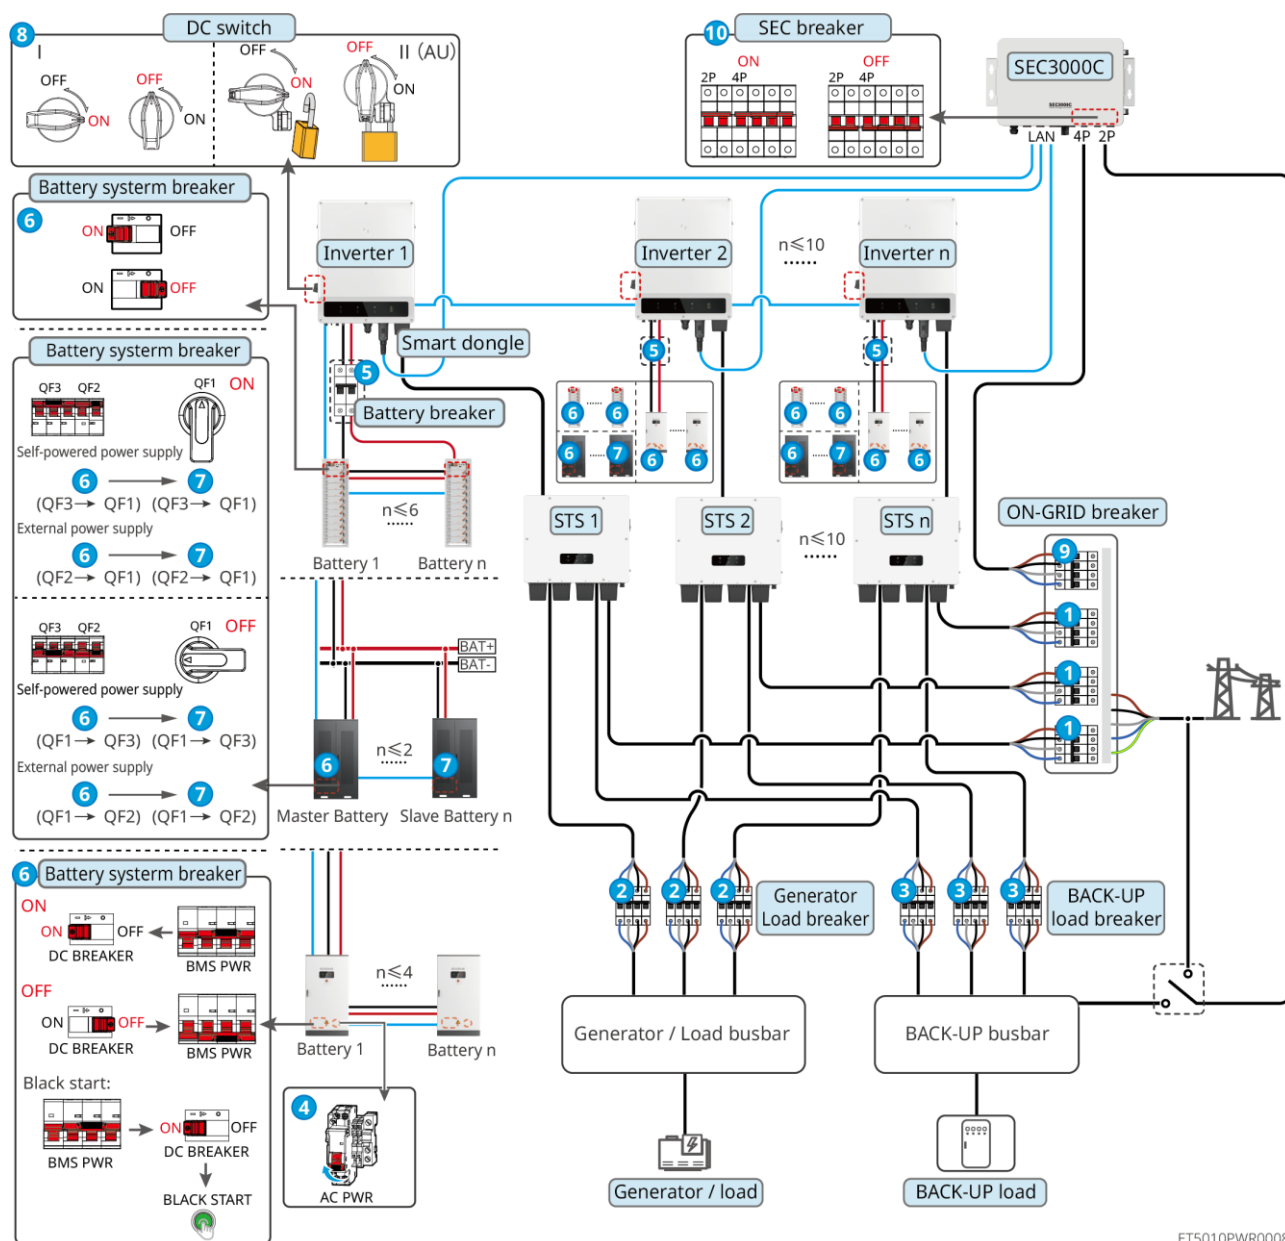 8
DC switch
I
OFF
ON
OFF
ON
OFF
ON
OFF
II (AU)
ON
10
SEC breaker
ON
2P 4P
OFF
2P 4P
SEC3000C
SEC3000C
LAN 4P 2P
Battery systerm breaker
6
ON OFF
ON OFF
Inverter 1
Inverter 2
n≤10
......
Inverter n
Smart dongle
5
Battery breaker
5
5
Battery systerm breaker
QF3 QF2
QF1 ON
Self-powered power supply
6 7
(QF3→ QF1) (QF3→ QF1)
External power supply
6 7
(QF2→ QF1) (QF2→ QF1)
6 ...... 6
6 ...... 7
......
6 6
6 ...... 6
6 ...... 7
......
6 6
n≤6
......
Battery 1
Battery n
STS 1
STS 2
n≤10
......
STS n
ON-GRID breaker
9
1
1
1
QF3 QF2
QF1 OFF
Self-powered power supply
6 7
(QF1→ QF3) (QF1→ QF3)
External power supply
6 7
(QF1→ QF2) (QF1→ QF2)
BAT+
BAT-
6
n≤2
......
7
Master Battery
Slave Battery n
6
Battery systerm breaker
ON
ON OFF
DC BREAKER
BMS PWR
OFF
ON OFF
DC BREAKER
BMS PWR
Black start:
BMS PWR
ON OFF
DC BREAKER
BLACK START
n≤4
......
Battery 1
Battery n
4
AC PWR
2
2
2
Generator
Load breaker
3
3
3
BACK-UP
load breaker
Generator / Load busbar
BACK-UP busbar
Generator / load
BACK-UP load